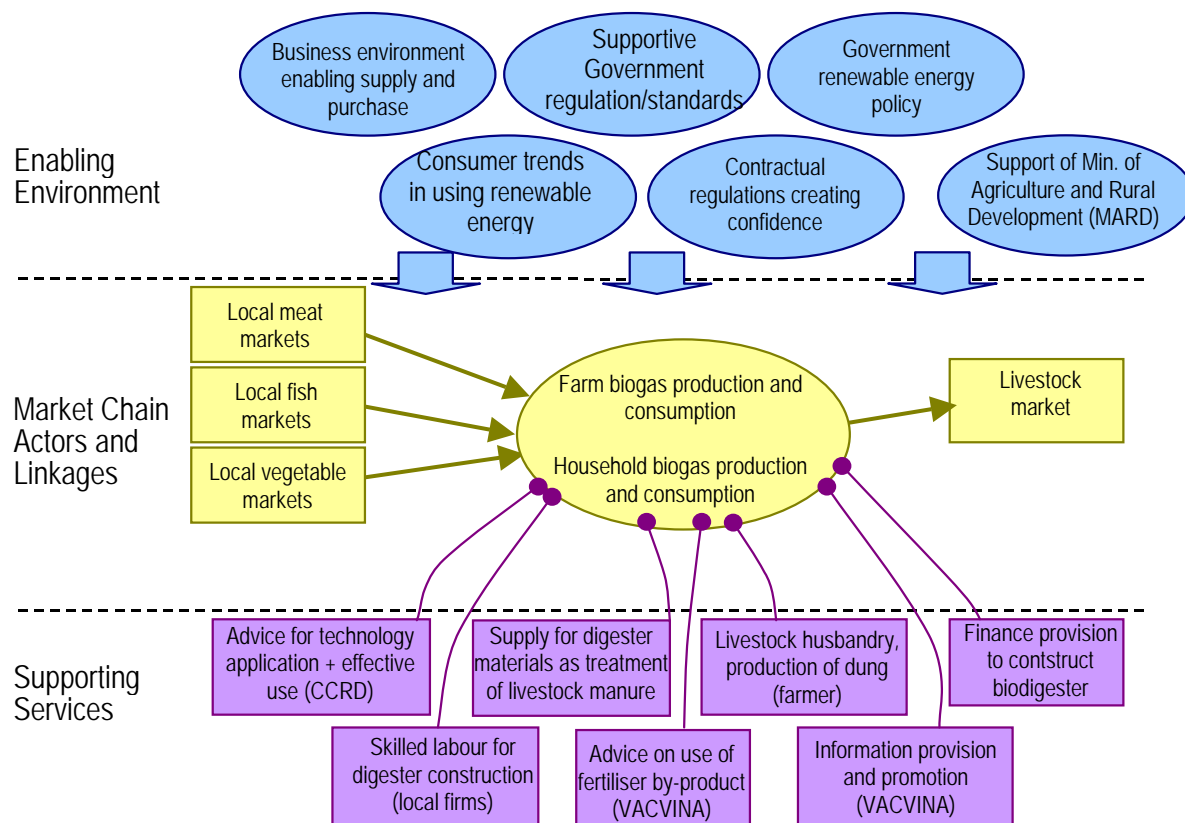 Business environment
enabling supply and
purchase
Supportive
Government
regulation/standards
Government
renewable energy
policy
Enabling
Environment
Consumer trends
in using renewable
energy
Contractual
regulations creating
confidence
Support of Min. of
Agriculture and Rural
Development (MARD)
Market Chain
Actors and
Linkages
Local meat
markets
Local fish
markets
Local vegetable
markets
Farm biogas production and
consumption
Household biogas production
and consumption
Livestock
market
Supporting
Services
Advice for technology
application + effective
use (CCRD)
Supply for digester
materials as treatment
of livestock manure
Livestock husbandry,
production of dung
(farmer)
Finance provision
to contstruct
biodigester
Skilled labour for
digester construction
(local firms)
Advice on use of
fertiliser by-product
(VACVINA)
Information provision
and promotion
(VACVINA)